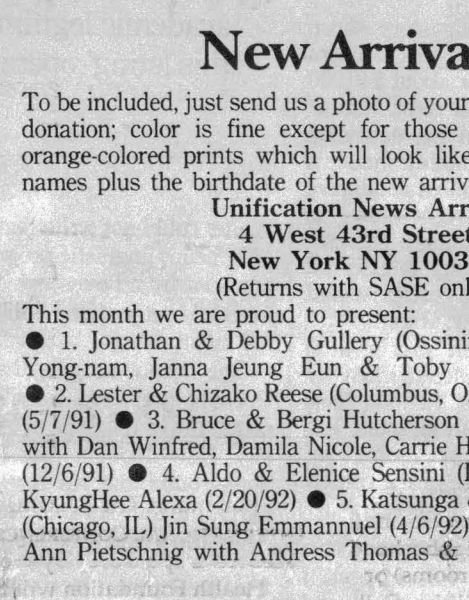 New Arriva
To be included, just send us a photo of your
donation; color is fine except for those
orange-colored prints which will look like
names plus the birthdate of the new arriv
Unification News Arr
4 West 43rd Street
New York NY 1003
(Returns with SASE onl
This month we are proud to present:
● 1. Jonathan & Debby Gullery (Ossini
Yong-nam, Janna Jeung Eun & Toby
● 2. Lester & Chizako Reese (Columbus, O
(5/7/91) ● 3. Bruce & Bergi Hutcherson
with Dan Winfred, Damila Nicole, Carrie H
(12/6/91) ● 4. Aldo & Elenice Sensini (
KyungHee Alexa (2/20/92) ● 5. Katsunga
(Chicago, IL) Jin Sung Emmannuel (4/6/92)
Ann Pietschnig with Andress Thomas &